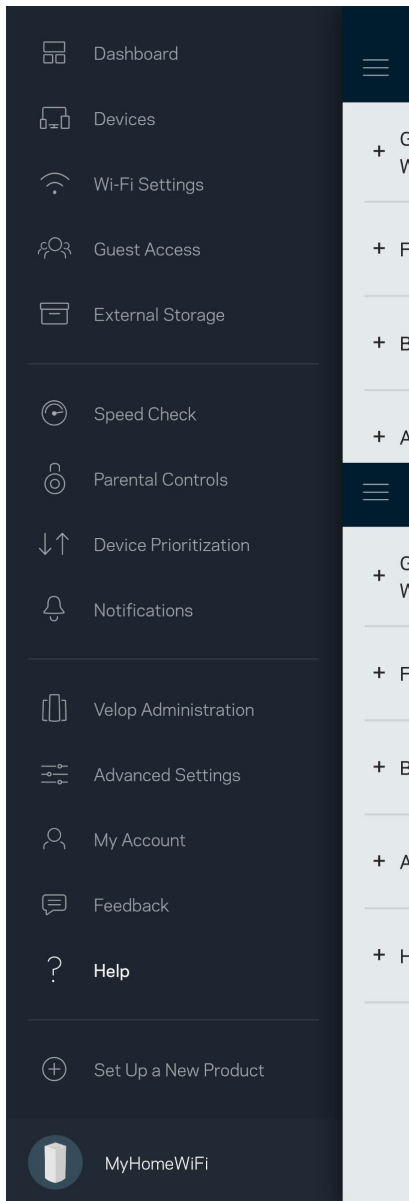 Dashboard
Devices
Wi-Fi Settings
Guest Access
External Storage
Speed Check
Parental Controls
Device Prioritization
Notifications
Velop Administration
Advanced Settings
My Account
Feedback
Help
Set Up a New Product
MyHomeWiFi
+ G
W
+ F
+ B
+ A
+ G
W
+ F
+ B
+ A
+ H